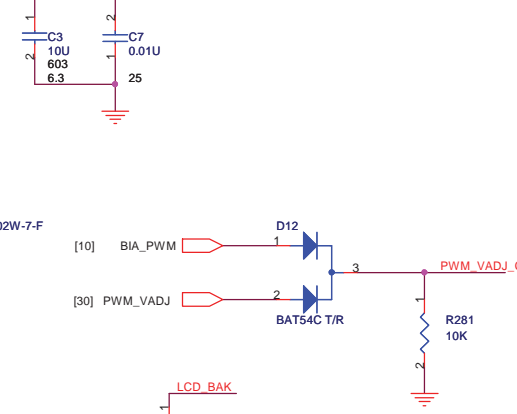 1
2
C3
C7
10U
0.01U
2
1
603
6.3
25
02W-7-F
D12
[10]
BIA_PWM
1
3
PWM_VADJ_
[30]
PWM_VADJ
2
BAT54C T/R
1
R281
10K
2
LCD_BAK
1